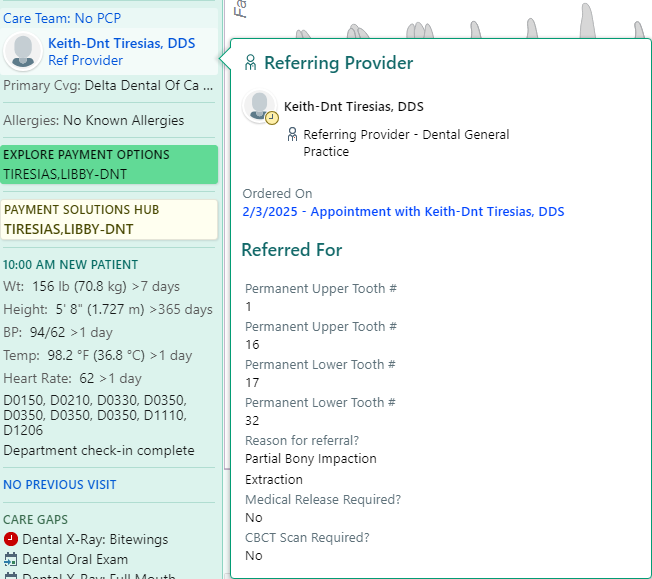 Care Team: No PCP
Keith-Dnt Tiresias, DDS
Ref Provider
Primary Cvg: Delta Dental Of Ca ...
Allergies: No Known Allergies
EXPLORE PAYMENT OPTIONS
TIRESIAS,LIBBY-DNT
PAYMENT SOLUTIONS HUB
TIRESIAS,LIBBY-DNT
10:00 AM NEW PATIENT
Wt: 156 lb (70.8 kg) >7 days
Height: 5' 8" (1.727 m) >365 days
BP: 94/62 >1 day
Temp: 98.2 °F (36.8 °C) >1 day
Heart Rate: 62 >1 day
D0150, D0210, D0330, D0350,
D0350, D0350, D0350, D1110,
D1206
Department check-in complete
NO PREVIOUS VISIT
CARE GAPS
Dental X-Ray: Bitewings
Dental Oral Exam
Dental X-Ray: Full Mouth
Fa
Referring Provider
Keith-Dnt Tiresias, DDS
Referring Provider - Dental General
Practice
Ordered On
2/3/2025 - Appointment with Keith-Dnt Tiresias, DDS
Referred For
Permanent Upper Tooth #
1
Permanent Upper Tooth #
16
Permanent Lower Tooth #
17
Permanent Lower Tooth #
32
Reason for referral?
Partial Bony Impaction
Extraction
Medical Release Required?
No
CBCT Scan Required?
No